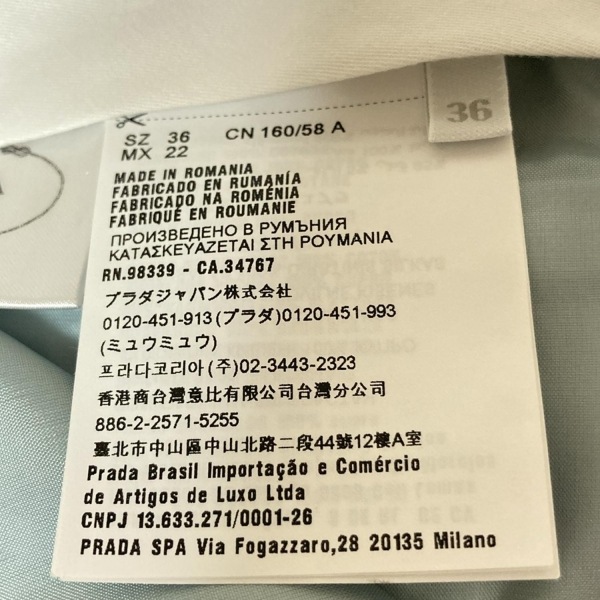 36
SZ 36 CN 160/58 A
MX 22
MADE IN ROMANIA
FABRICADO EN RUMANÍA
FABRICADO NA ROMÉNIA
FABRIQUÉ EN ROUMANIE
ПРОИЗВЕДЕНО В РУМЪНИЯ
ΚΑΤΑΣΚΕΥΑΖΕΤΑΙ ΣΤΗ ΡΟΥΜΑΝΙΑ
RN.98339 - CA.34767
プラダジャパン株式会社
0120-451-913(プラダ)0120-451-993
(ミュウミュウ)
프라다코리아(주)02-3443-2323
香港商台灣意比有限公司台灣分公司
886-2-2571-5255
臺北市中山區中山北路二段44號12樓A室
Prada Brasil Importação e Comércio
de Artigos de Luxo Ltda
CNPJ 13.633.271/0001-26
PRADA SPA Via Fogazzaro,28 20135 Milano